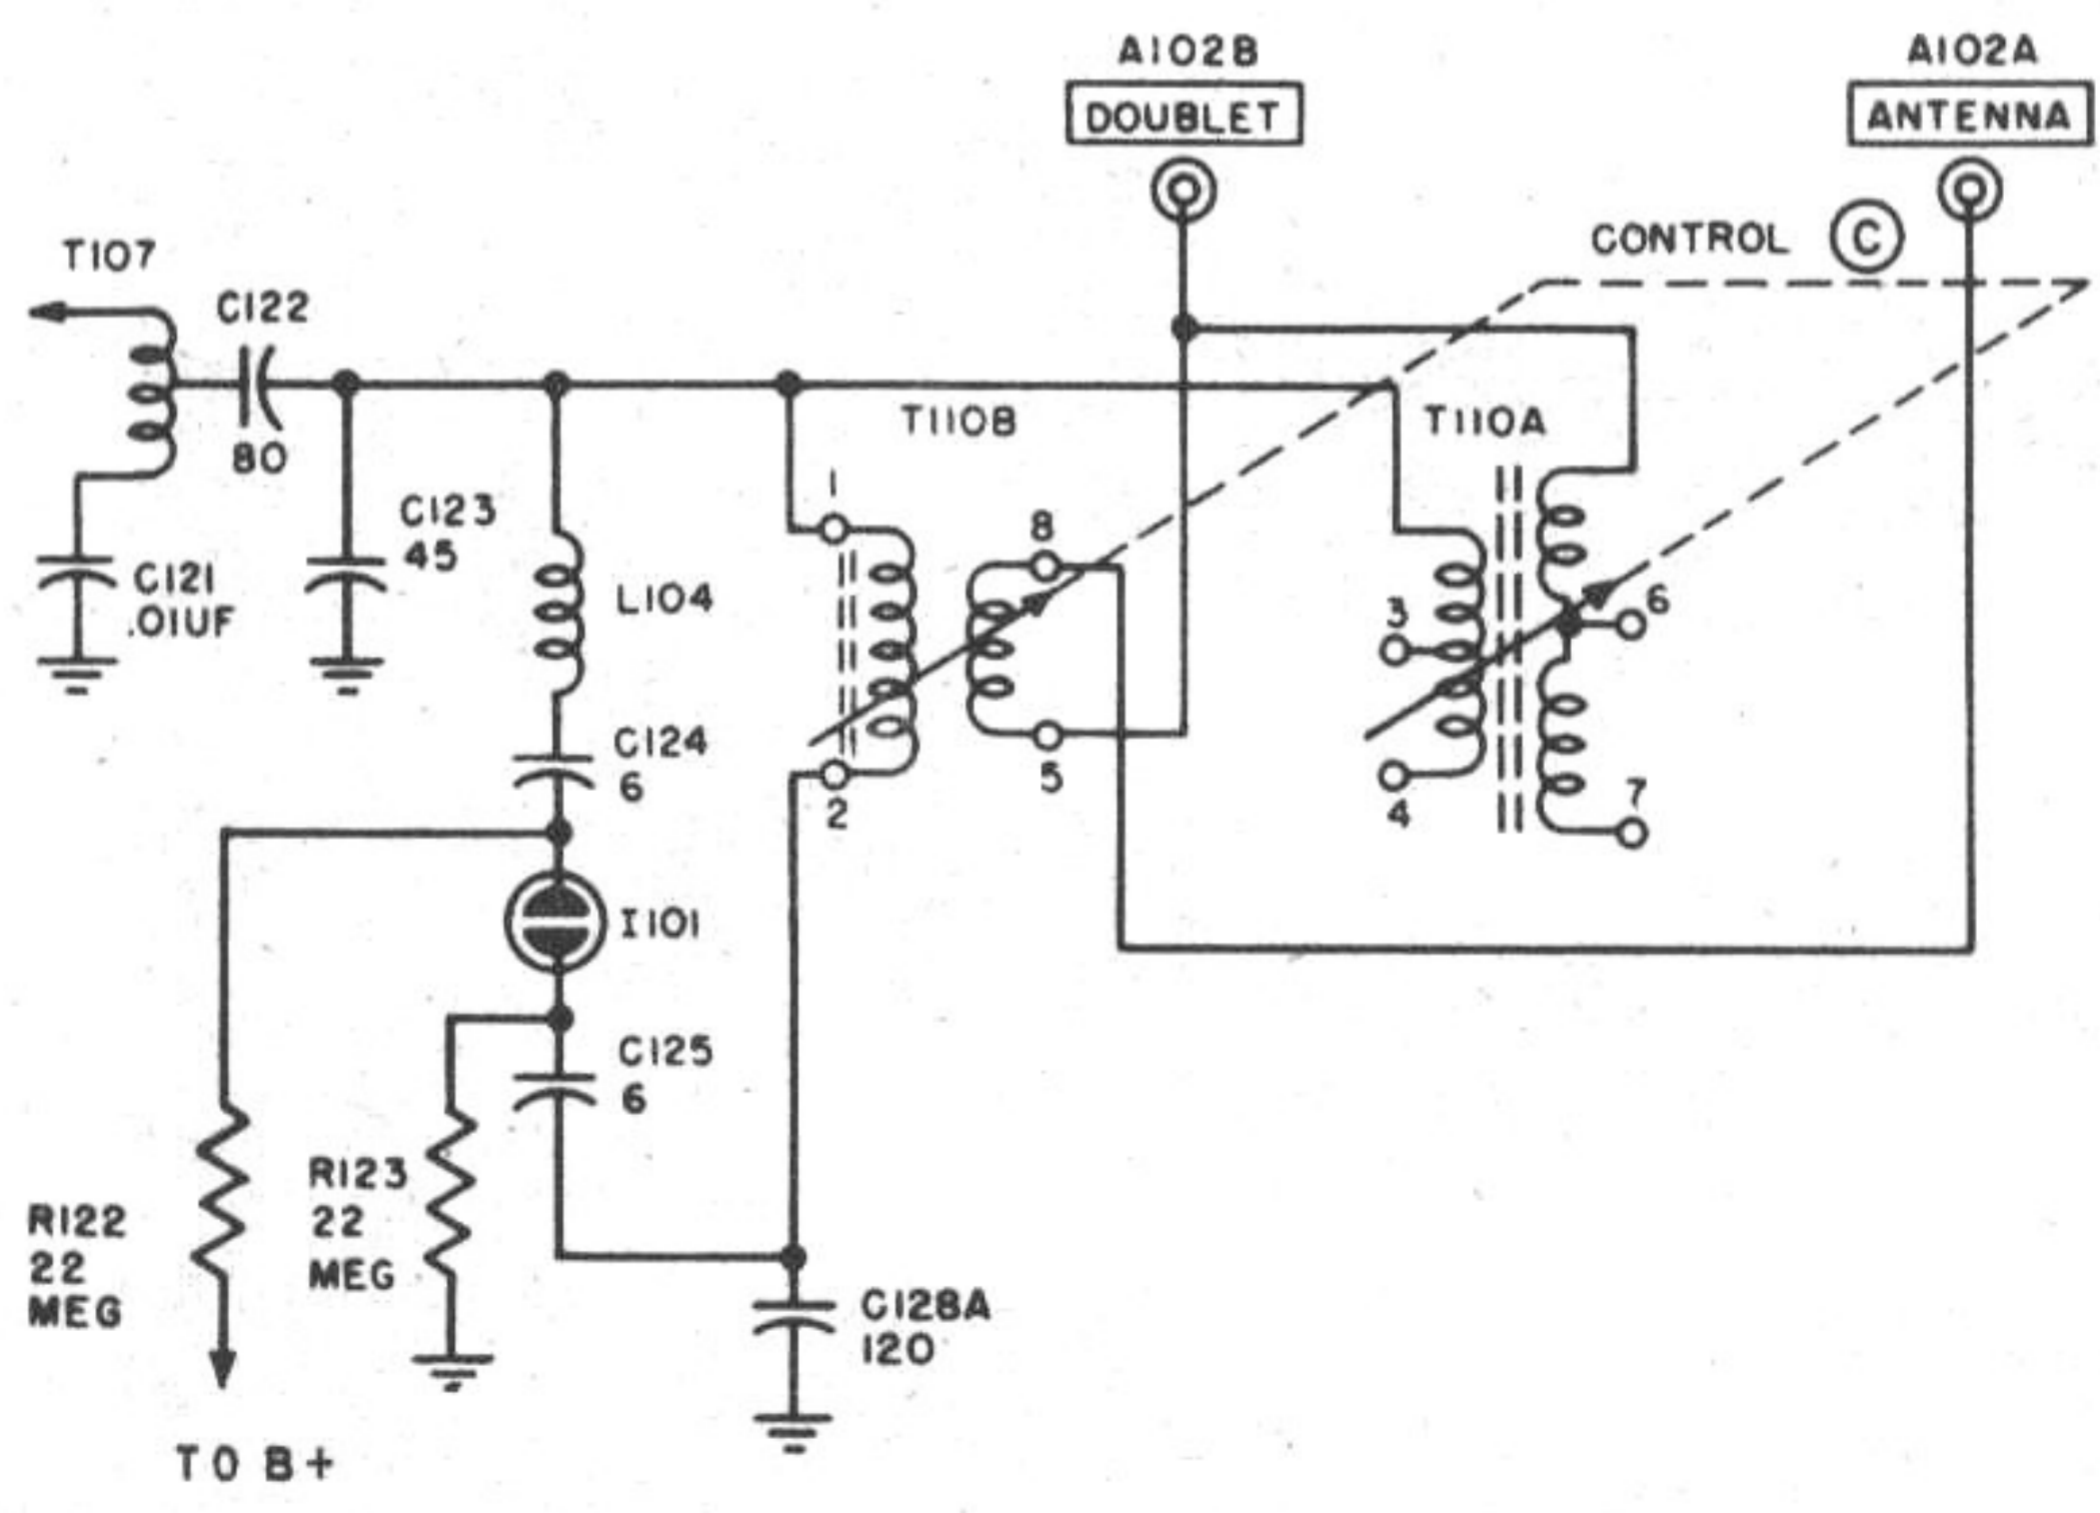 A102B
DOUBLET
A102A
ANTENNA
CONTROL C
T107
C122
80
T110B
T110A
C123
45
1
8
C121
.01UF
L104
3
6
C124
6
2
5
4
7
I101
C125
6
R123
22
MEG
R122
22
MEG
C128A
120
TO B+